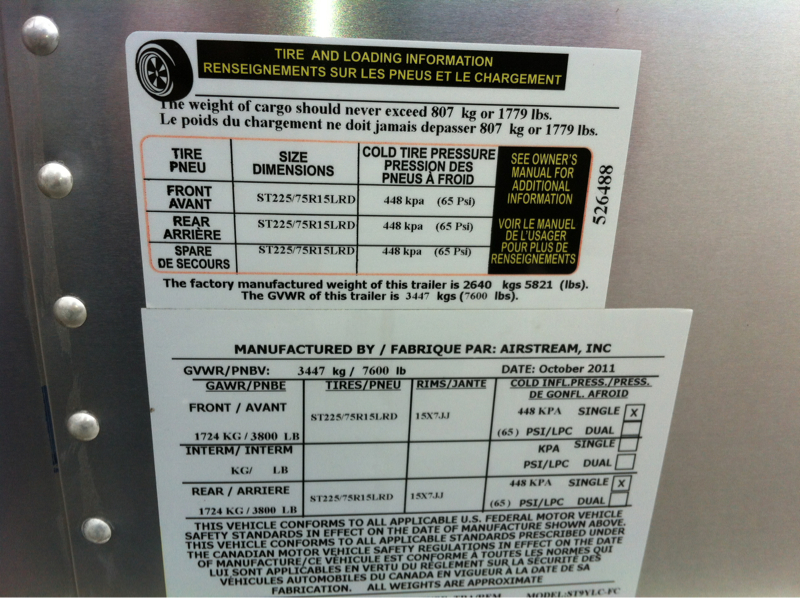 TIRE AND LOADING INFORMATION
RENSEIGNEMENTS SUR LES PNEUS ET LE CHARGEMENT
The weight of cargo should never exceed 807 kg or 1779 lbs.
Le poids du chargement ne doit jamais depasser 807 kg or 1779 lbs.
TIRE PNEU SIZE DIMENSIONS COLD TIRE PRESSURE PRESSION DES PNEUS À FROID
FRONT AVANT ST225/75R15LRD 448 kpa (65 Psi)
REAR ARRIÈRE ST225/75R15LRD 448 kpa (65 Psi)
SPARE DE SECOURS ST225/75R15LRD 448 kpa (65 Psi)
SEE OWNER'S
MANUAL FOR
ADDITIONAL
INFORMATION
VOIR LE MANUEL
DE L'USAGER
POUR PLUS DE
RENSEIGNEMENTS
526488
The factory manufactured weight of this trailer is 2640 kgs 5821 (lbs).
The GVWR of this trailer is 3447 kgs (7600 lbs).
MANUFACTURED BY / FABRIQUE PAR: AIRSTREAM, INC
GVWR/PNBV: 3447 kg / 7600 lb DATE: October 2011
GAWR/PNBE TIRES/PNEU RIMS/JANTE COLD INFL.PRESS./PRESS.
DE GONFL. AFROID
FRONT / AVANT ST225/75R15LRD 15X7JJ 448 KPA SINGLE X
1724 KG / 3800 LB (65) PSI/LPC DUAL
INTERM/ INTERM KPA SINGLE
KG/ LB PSI/LPC DUAL
REAR / ARRIERE ST225/75R15LRD 15X7JJ 448 KPA SINGLE X
1724 KG / 3800 LB (65) PSI/LPC DUAL
THIS VEHICLE CONFORMS TO ALL APPLICABLE U.S. FEDERAL MOTOR VEHICLE
SAFETY STANDARDS IN EFFECT ON THE DATE OF MANUFACTURE SHOWN ABOVE.
THIS VEHICLE CONFORMS TO ALL APPLICABLE STANDARDS PRESCRIBED UNDER
THE CANADIAN MOTOR VEHICLE SAFETY REGULATIONS IN EFFECT ON THE DATE
OF MANUFACTURE/CE VÉHICULE EST CONFORME À TOUTES LES NORMES QUI
LUI SONT APPLICABLES EN VERTU DU RÈGLEMENT SUR LA SÉCURITÉ DES
VÉHICULES AUTOMOBILES DU CANADA EN VIGUEUR À LA DATE DE SA
FABRICATION. ALL WEIGHTS ARE APPROXIMATE